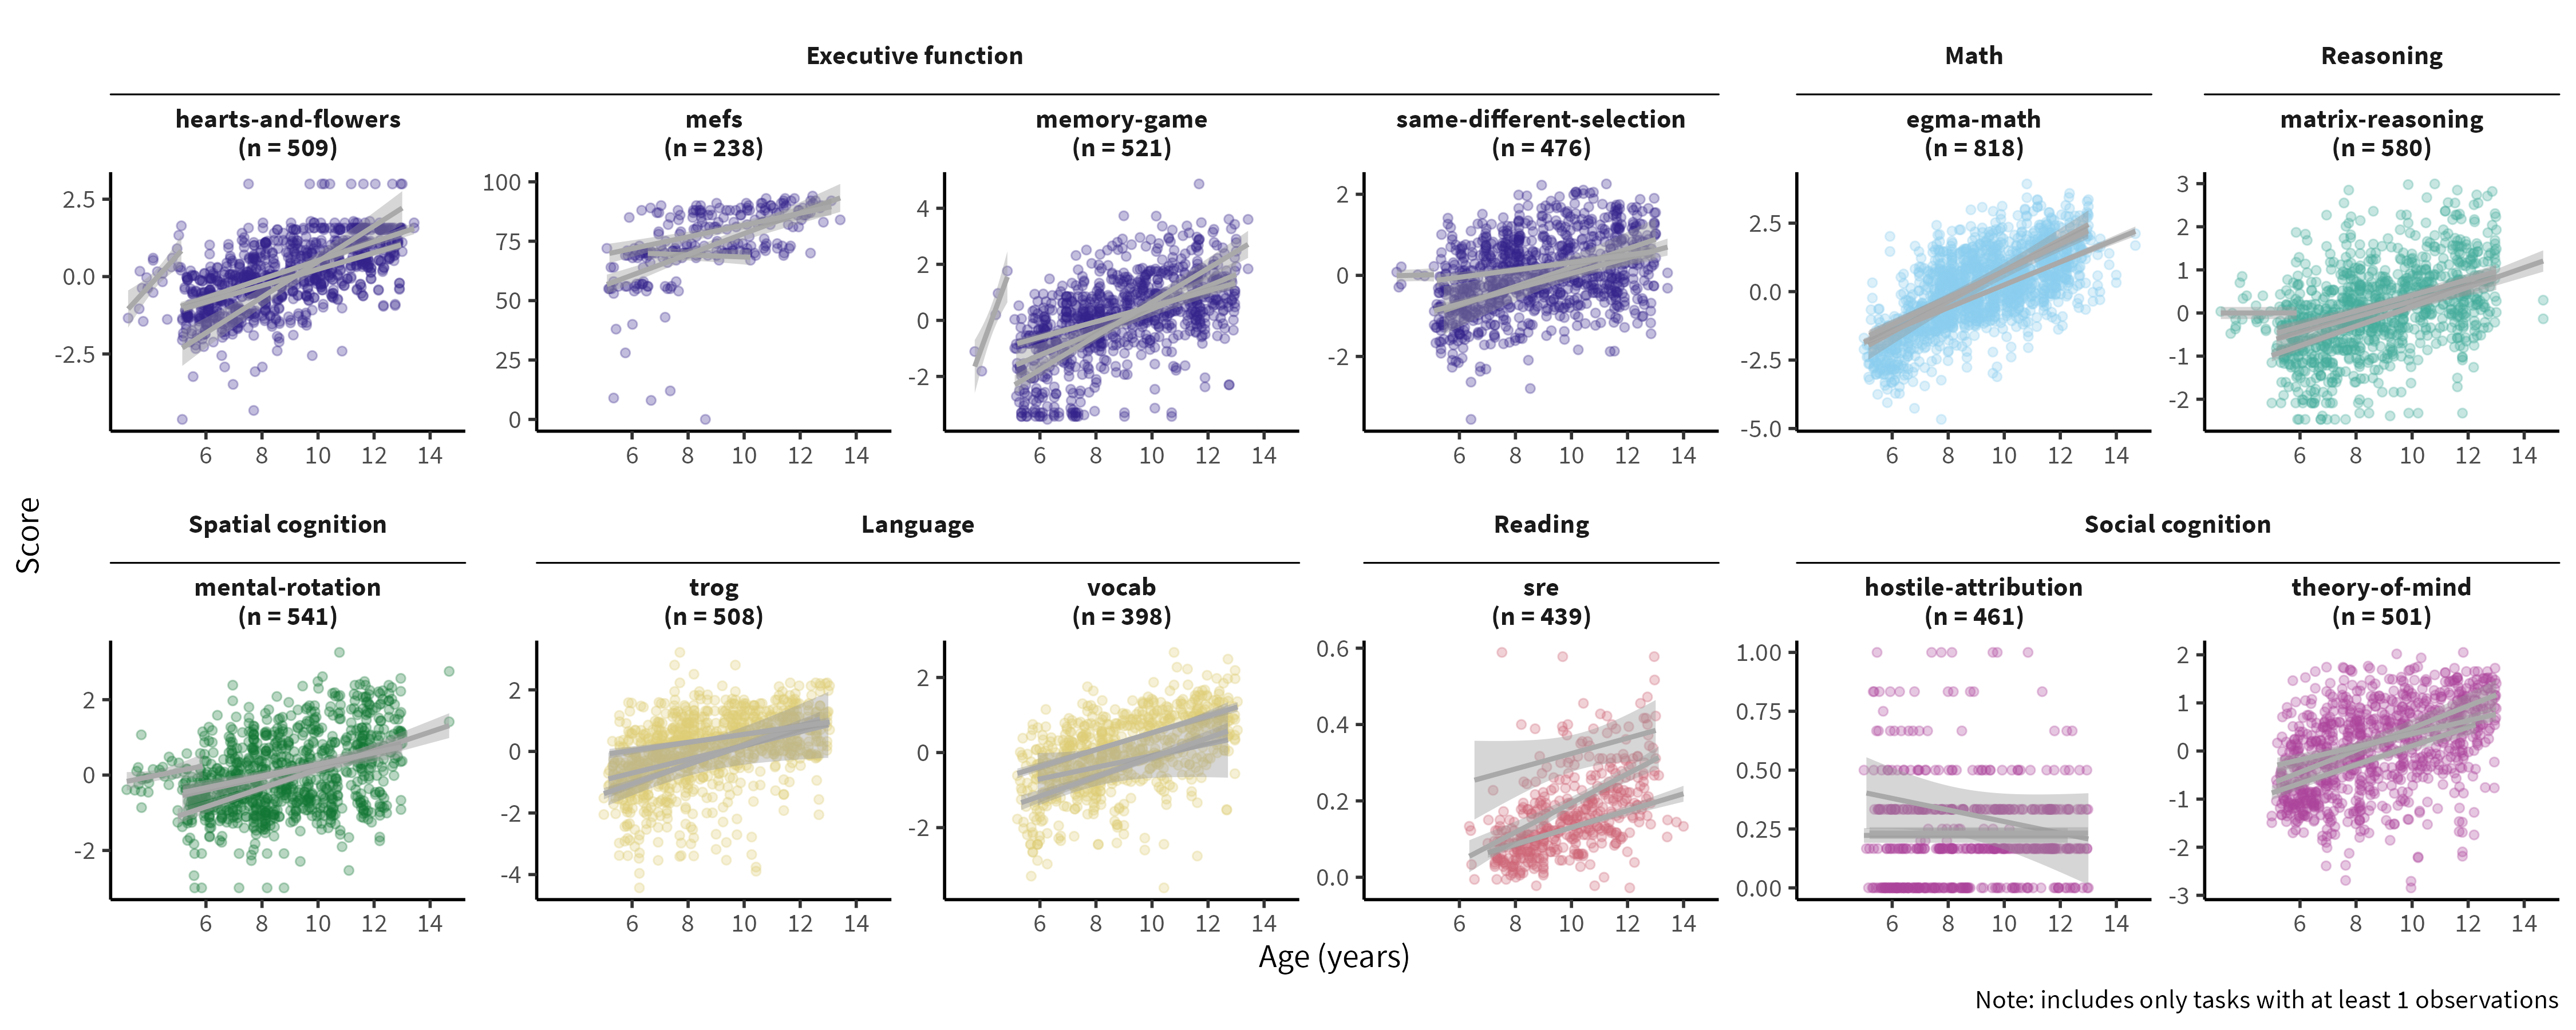 Executive function
Math
Reasoning
hearts-and-flowers
(n = 509)
mefs
(n = 238)
memory-game
(n = 521)
same-different-selection
(n = 476)
egma-math
(n = 818)
matrix-reasoning
(n = 580)
2.5
0.0
-2.5
6 8 10 12 14
100
75
50
25
0
6 8 10 12 14
4
2
0
-2
6 8 10 12 14
2
0
-2
6 8 10 12 14
2.5
0.0
-2.5
-5.0
6 8 10 12 14
3
2
1
0
-1
-2
6 8 10 12 14
Score
Spatial cognition
Language
Reading
Social cognition
mental-rotation
(n = 541)
trog
(n = 508)
vocab
(n = 398)
sre
(n = 439)
hostile-attribution
(n = 461)
theory-of-mind
(n = 501)
2
0
-2
6 8 10 12 14
2
0
-2
-4
6 8 10 12 14
2
0
-2
6 8 10 12 14
0.6
0.4
0.2
0.0
6 8 10 12 14
1.00
0.75
0.50
0.25
0.00
6 8 10 12 14
2
1
0
-1
-2
-3
6 8 10 12 14
Age (years)
Note: includes only tasks with at least 1 observations